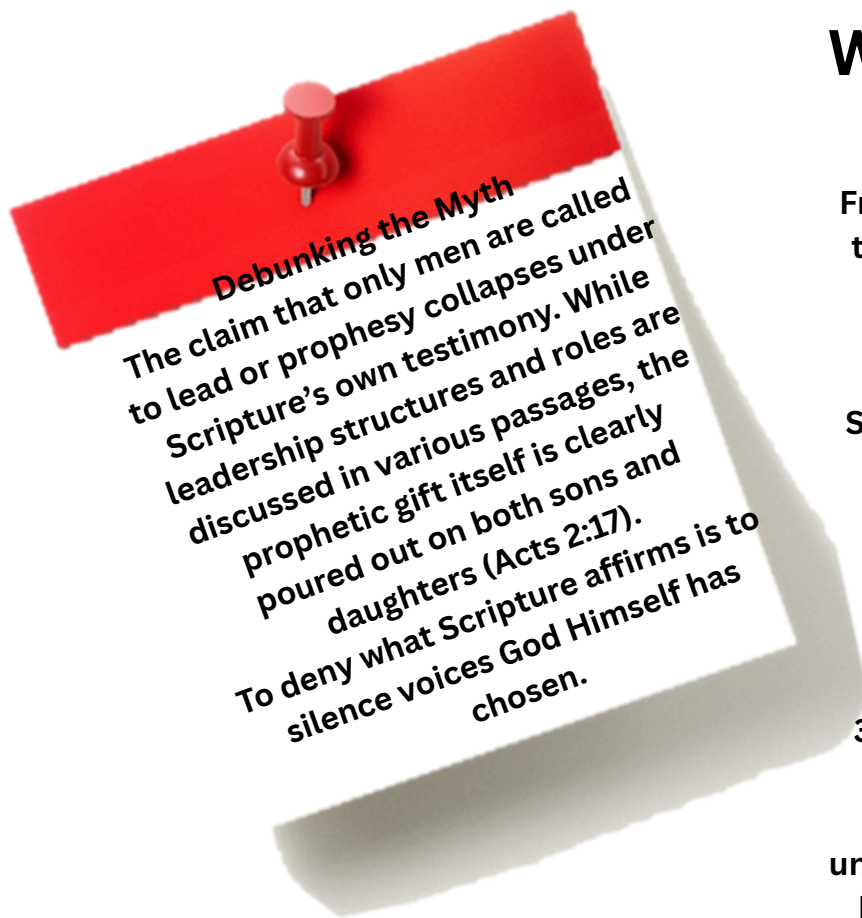 Debunking the Myth
The claim that only men are called
to lead or prophesy collapses under
Scripture’s own testimony. While
leadership structures and roles are
discussed in various passages, the
prophetic gift itself is clearly
poured out on both sons and
daughters (Acts 2:17).
To deny what Scripture affirms is to
silence voices God Himself has
chosen.